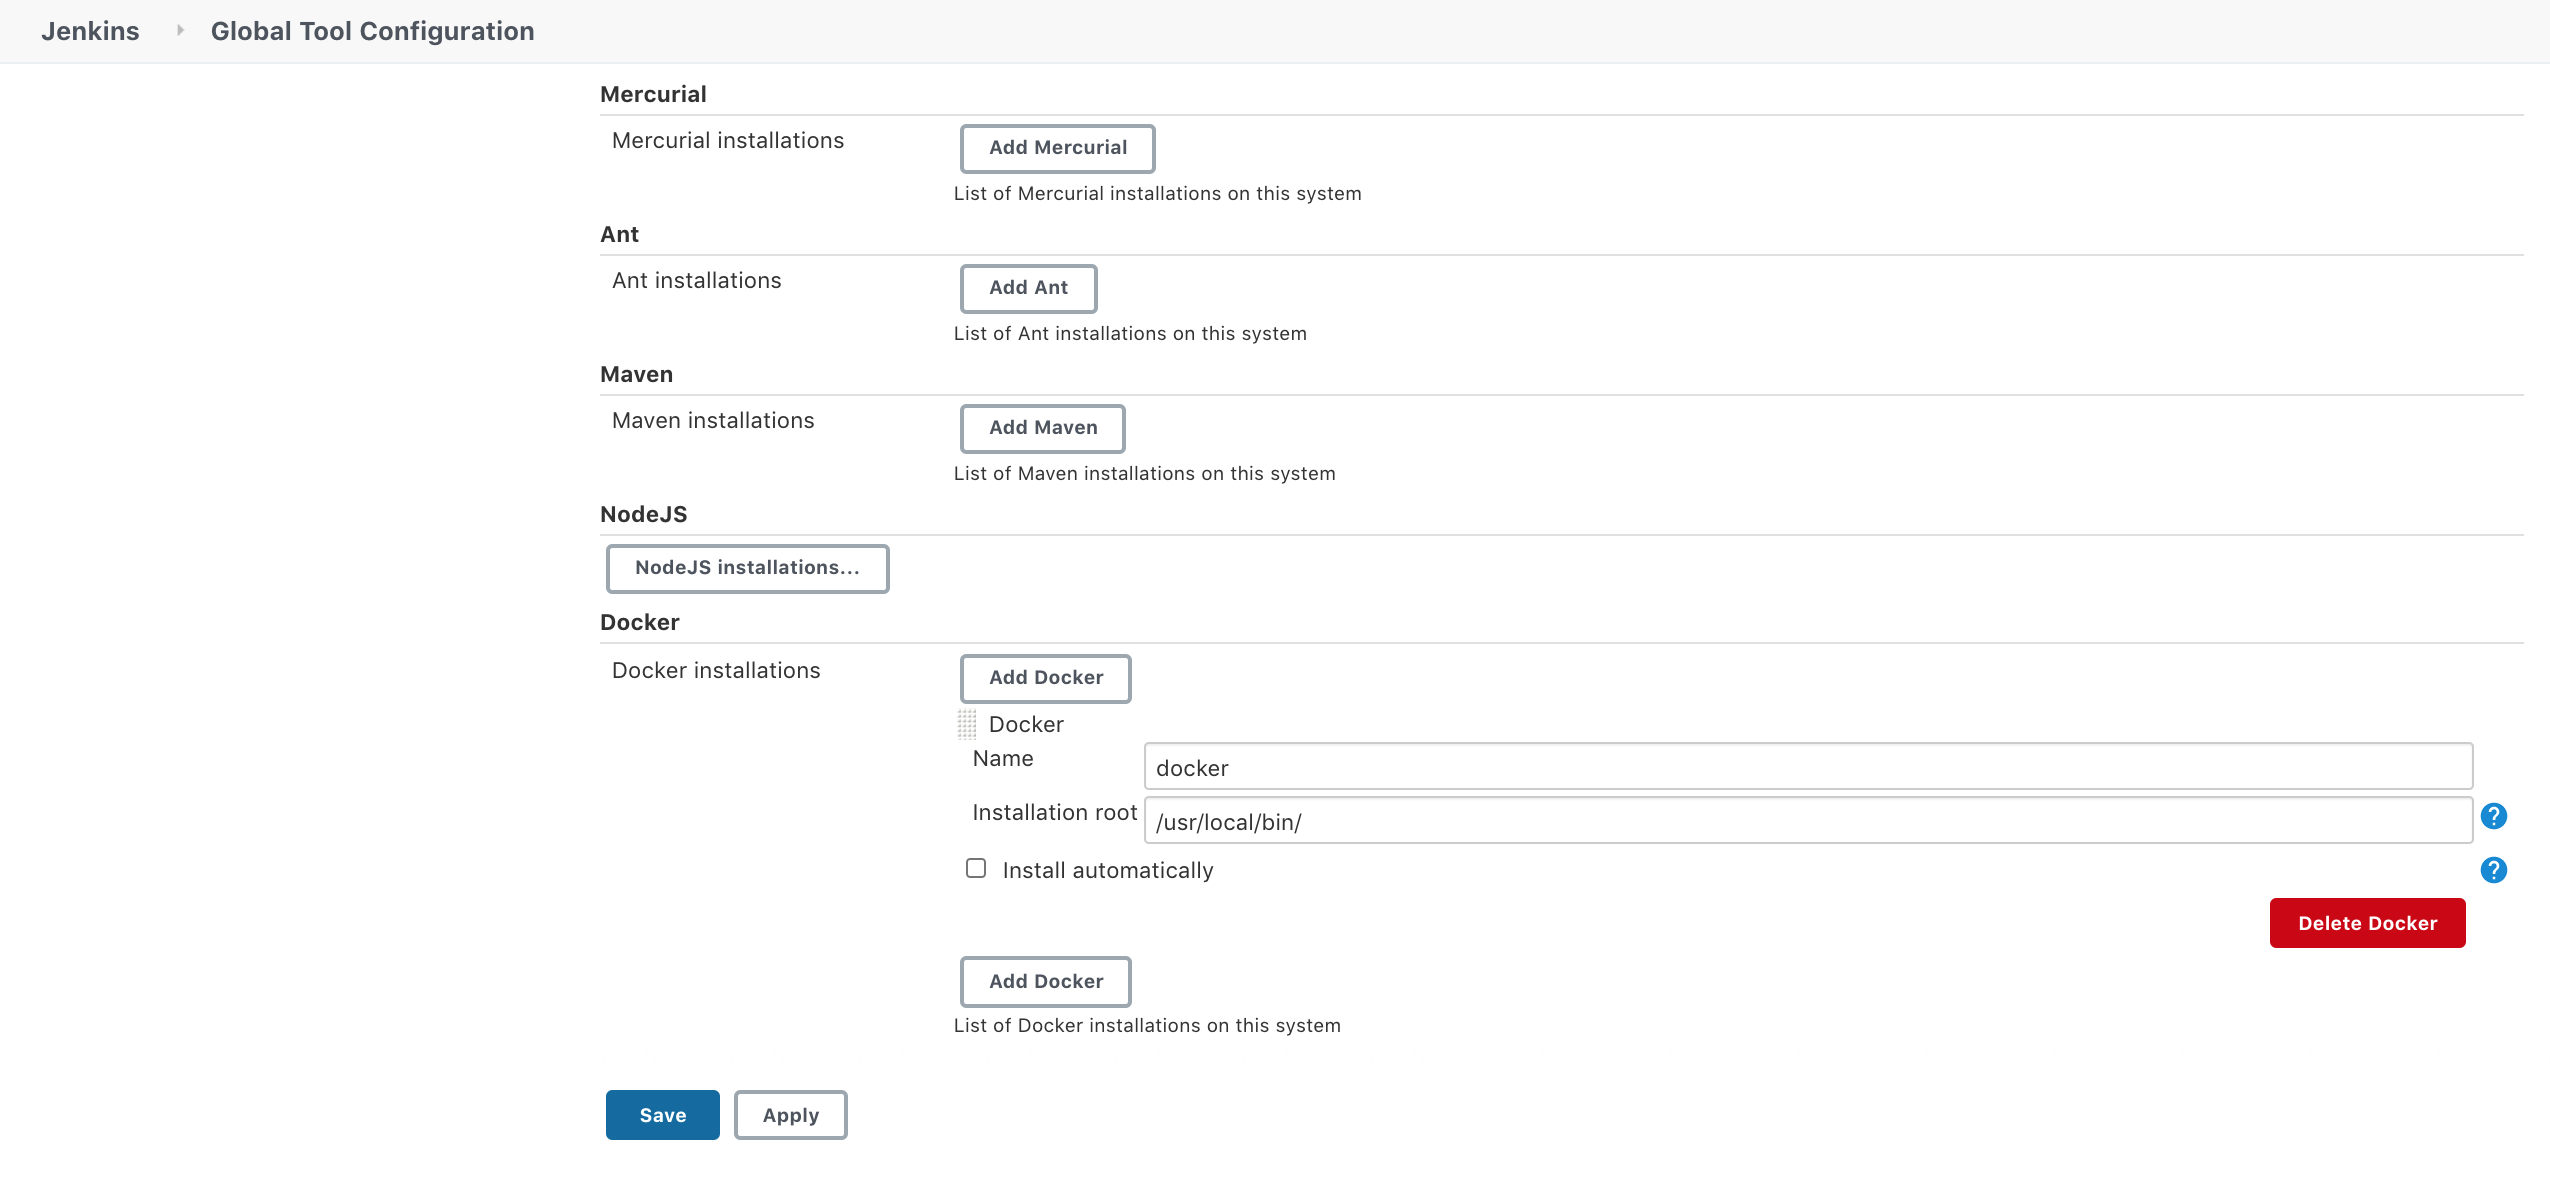 Jenkins Global Tool Configuration
Mercurial
Mercurial installations Add Mercurial
List of Mercurial installations on this system
Ant
Ant installations Add Ant
List of Ant installations on this system
Maven
Maven installations Add Maven
List of Maven installations on this system
NodeJS
NodeJS installations...
Docker
Docker installations Add Docker
Docker
Name docker
Installation root /usr/local/bin/ ?
Install automatically ?
Delete Docker
Add Docker
List of Docker installations on this system
Save Apply